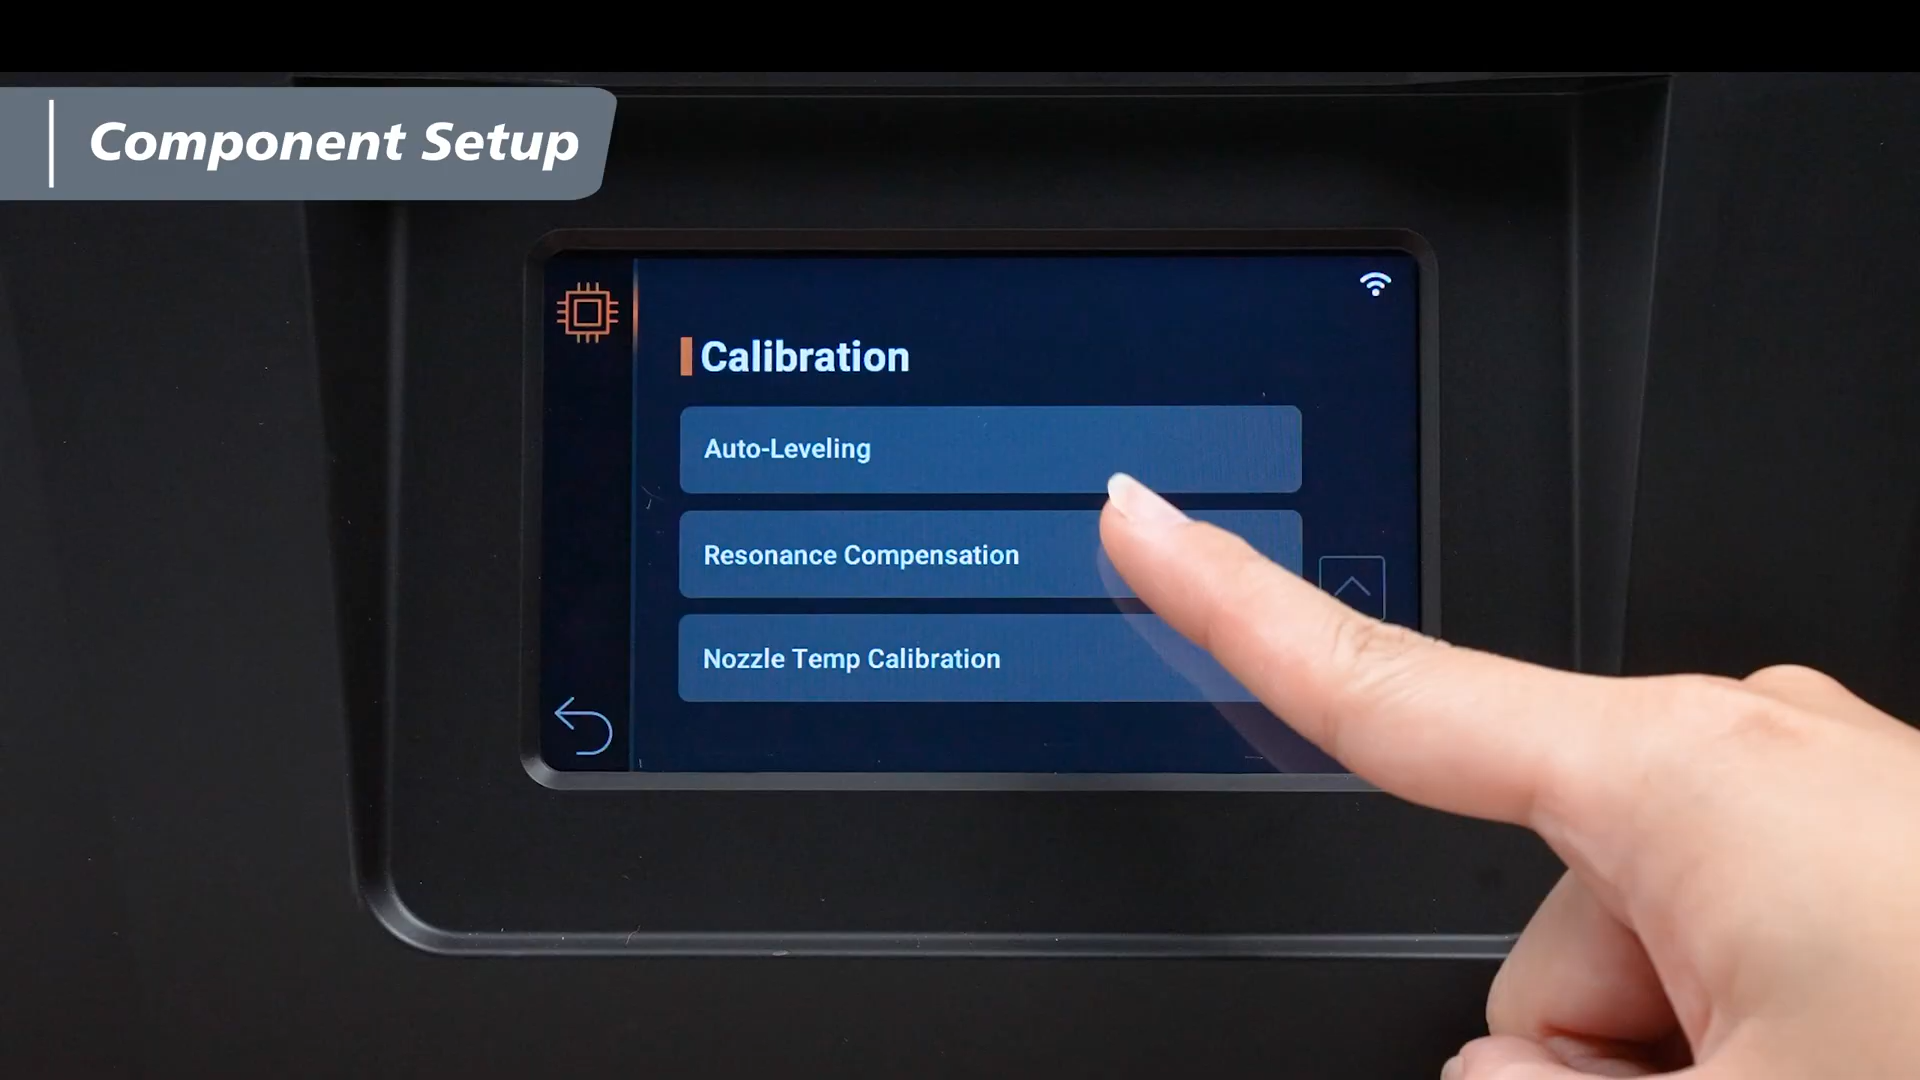 Component Setup
Calibration
Auto-Leveling
Resonance Compensation
Nozzle Temp Calibration